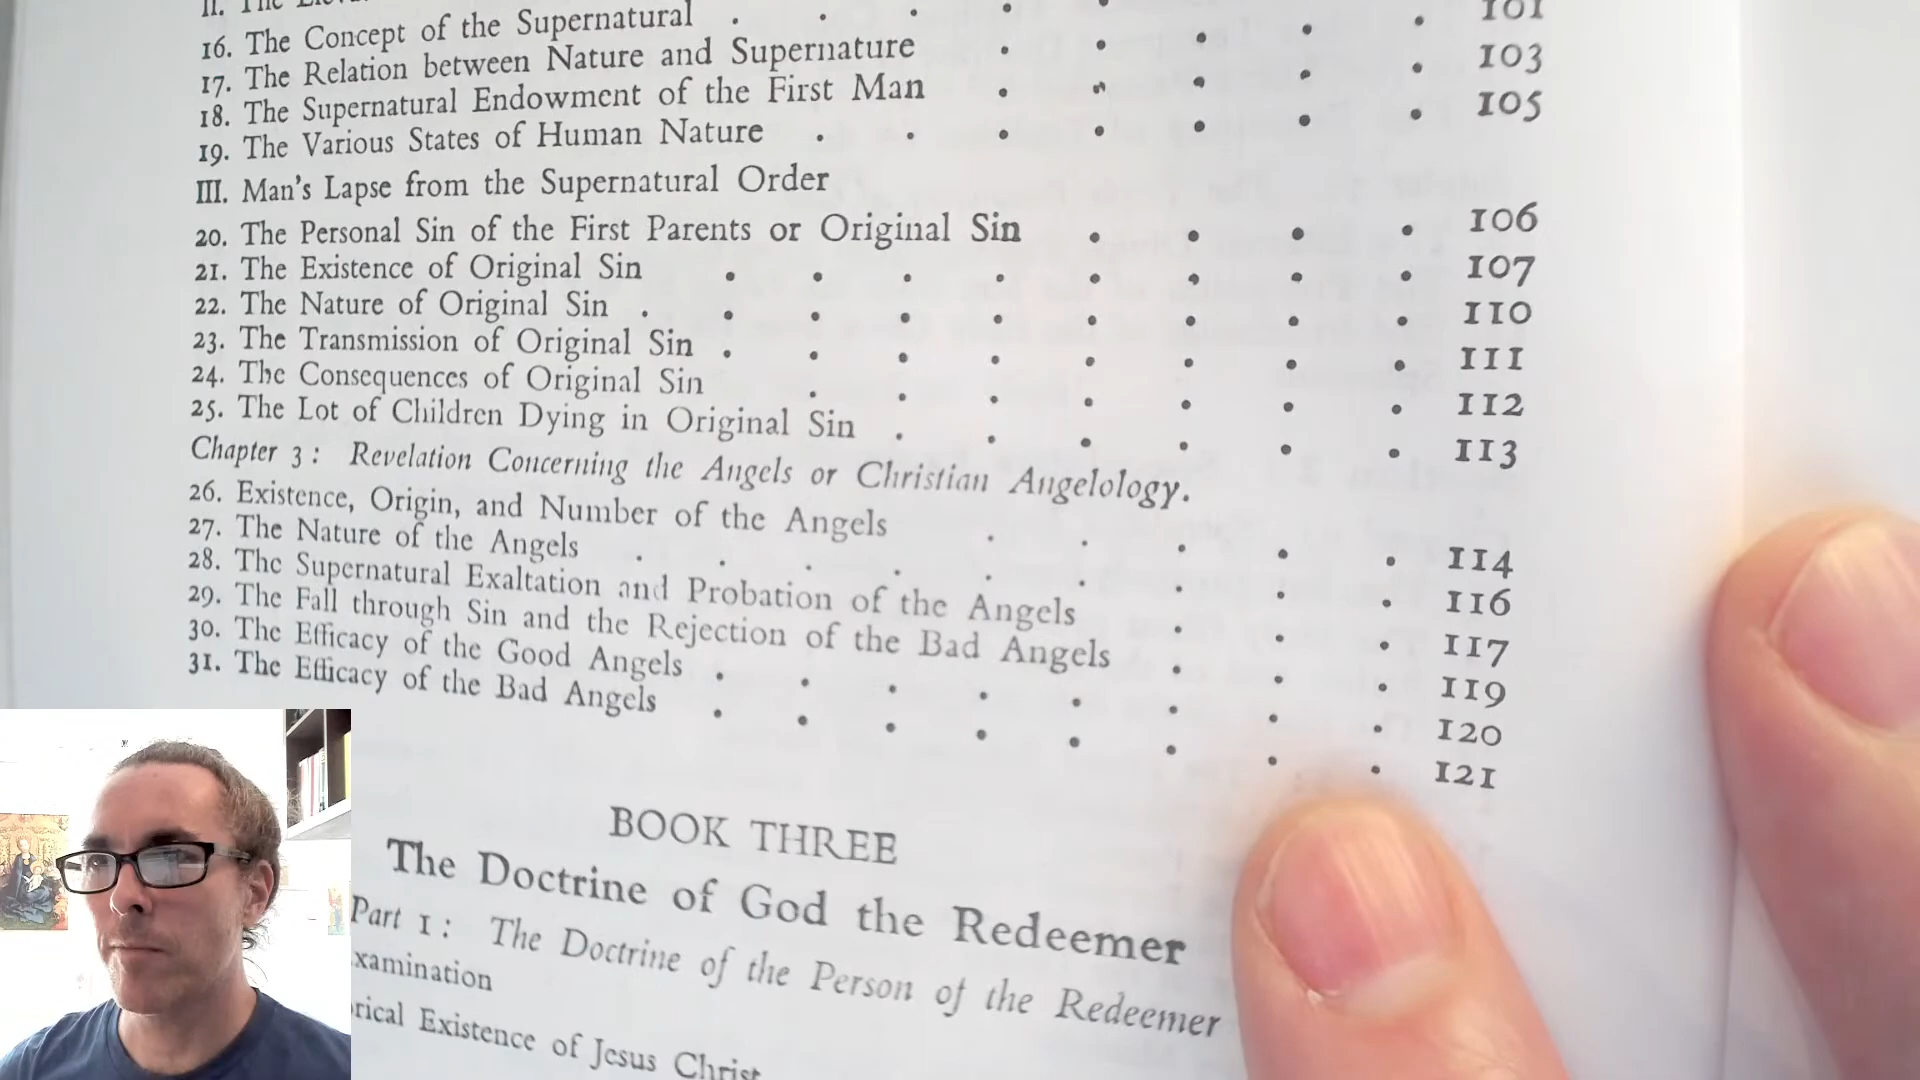 II. The
16. The Concept of the Supernatural . . . . . . 101
17. The Relation between Nature and Supernature . . . . . 103
18. The Supernatural Endowment of the First Man . . . . . 105
19. The Various States of Human Nature . . . . . . .
III. Man's Lapse from the Supernatural Order
20. The Personal Sin of the First Parents or Original Sin . . . . 106
21. The Existence of Original Sin . . . . . . . . 107
22. The Nature of Original Sin . . . . . . . . . 110
23. The Transmission of Original Sin . . . . . . . . 111
24. The Consequences of Original Sin . . . . . . . 112
25. The Lot of Children Dying in Original Sin . . . . . . 113
Chapter 3: Revelation Concerning the Angels or Christian Angelology.
26. Existence, Origin, and Number of the Angels . . . . . 114
27. The Nature of the Angels . . . . . . . . . 116
28. The Supernatural Exaltation and Probation of the Angels . . . 117
29. The Fall through Sin and the Rejection of the Bad Angels . . . 119
30. The Efficacy of the Good Angels . . . . . . . . 120
31. The Efficacy of the Bad Angels . . . . . . . . 121
BOOK THREE
The Doctrine of God the Redeemer
Part 1: The Doctrine of the Person of the Redeemer
xamination
rical Existence of Jesus Christ